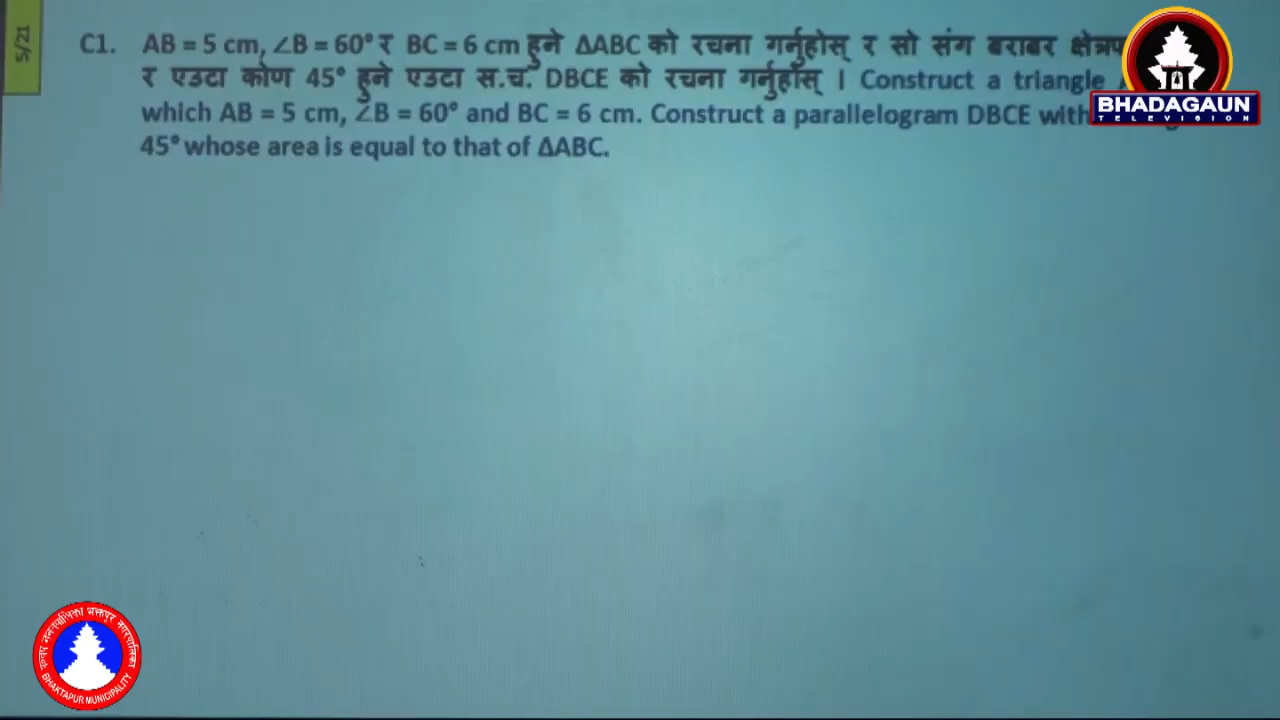 5/21
C1. AB = 5 cm, ∠B = 60° र BC = 6 cm हुने ΔABC को रचना गर्नुहोस् र सो संग बराबर
र एउटा कोण 45° हुने एउटा स.च. DBCE को रचना गर्नुहोस् । Construct a triangle
which AB = 5 cm, ∠B = 60° and BC = 6 cm. Construct a parallelogram DBCE with
45° whose area is equal to that of ΔABC.
BHADAGAUN
TELEVISION
BHAKTAPUR MUNICIPALITY